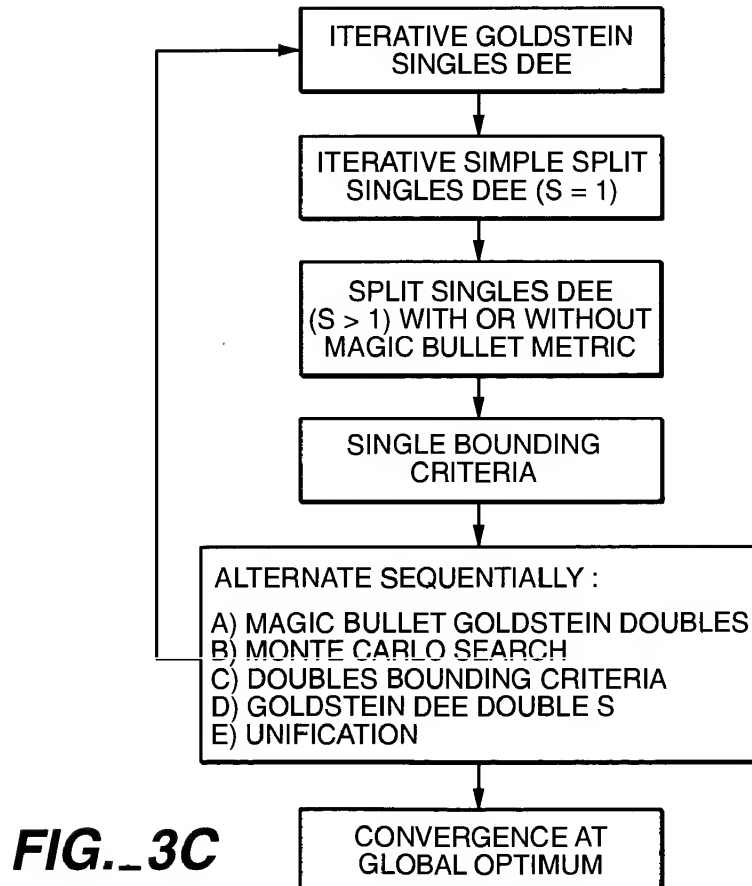 ITERATIVE GOLDSTEIN
SINGLES DEE
ITERATIVE SIMPLE SPLIT
SINGLES DEE (S = 1)
SPLIT SINGLES DEE
(S > 1) WITH OR WITHOUT
MAGIC BULLET METRIC
SINGLE BOUNDING
CRITERIA
ALTERNATE SEQUENTIALLY :
A) MAGIC BULLET GOLDSTEIN DOUBLES
B) MONTE CARLO SEARCH
C) DOUBLES BOUNDING CRITERIA
D) GOLDSTEIN DEE DOUBLE S
E) UNIFICATION
CONVERGENCE AT
GLOBAL OPTIMUM
FIG._3C